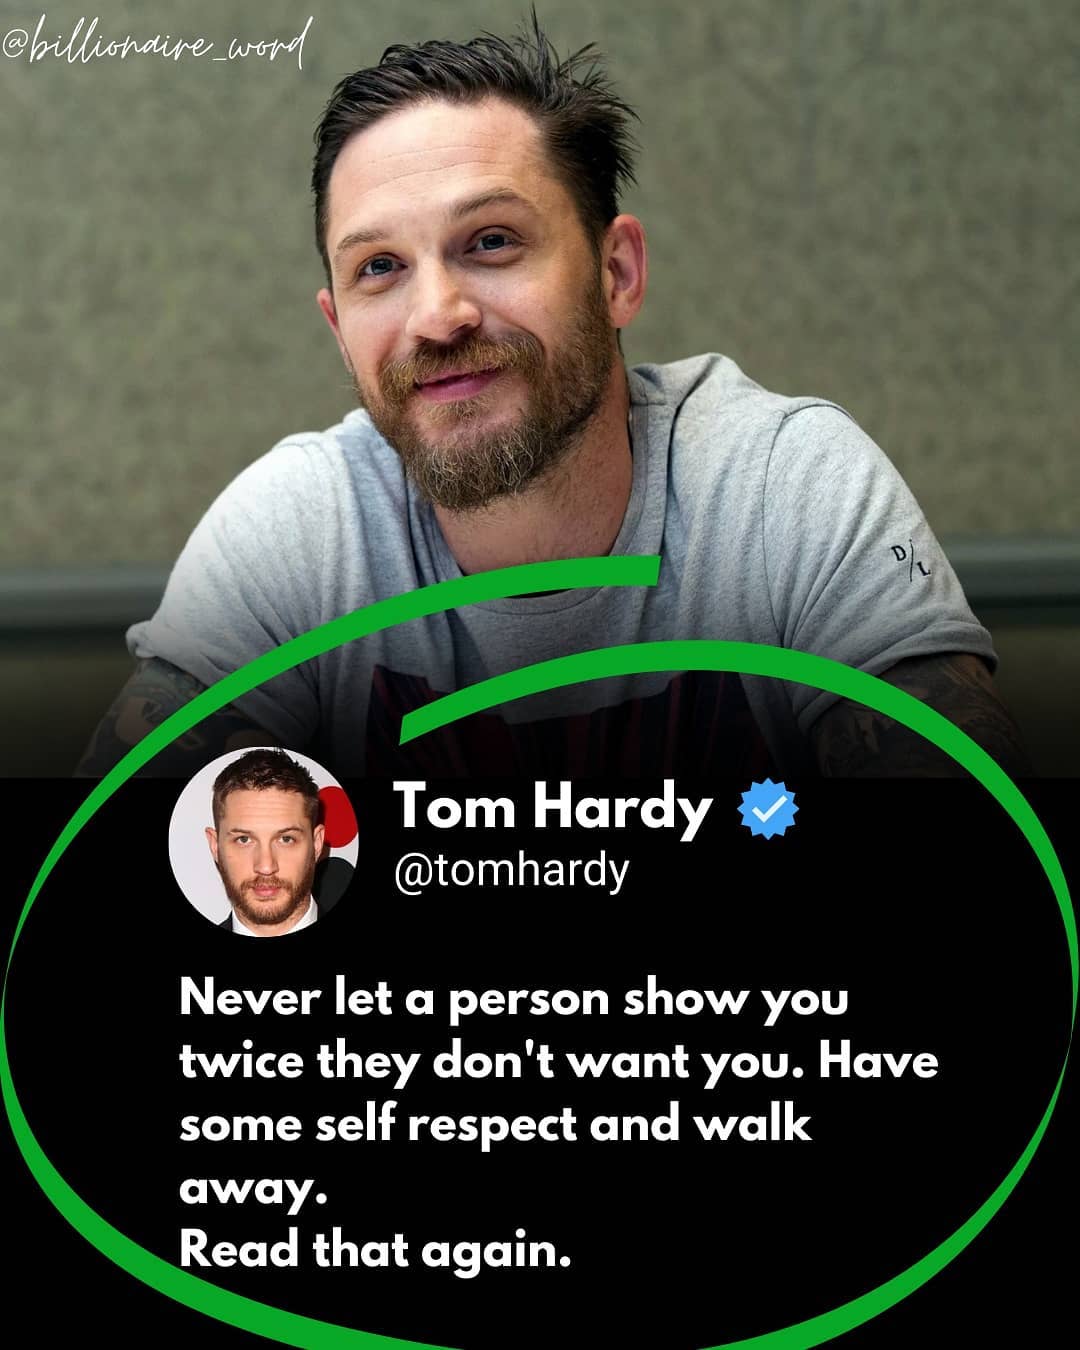 @billionaire_word
D/L
Tom Hardy
@tomhardy
Never let a person show you
twice they don't want you. Have
some self respect and walk
away.
Read that again.